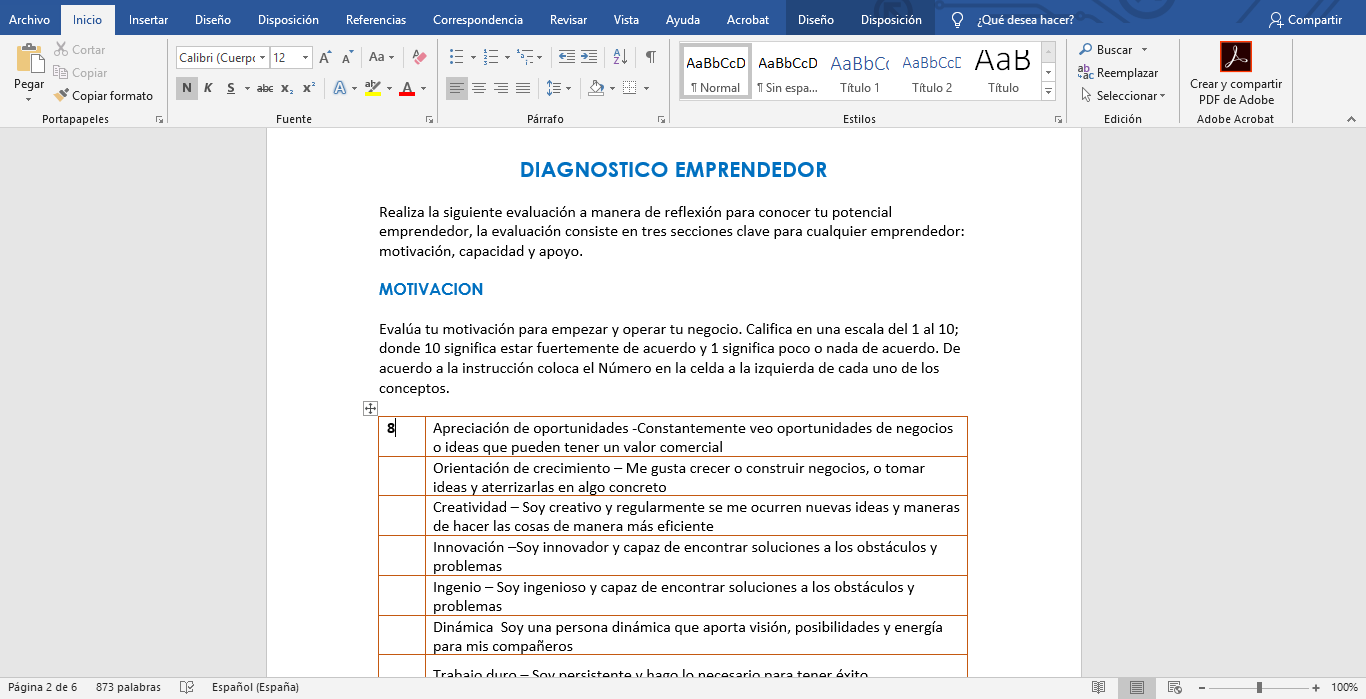 Archivo Inicio Insertar Diseño Disposición Referencias Correspondencia Revisar Vista Ayuda Acrobat Diseño Disposición ¿Qué desea hacer? Compartir
Pegar
Cortar
Copiar
Copiar formato
Portapapeles
Calibri (Cuerpo 12
Aa
N K S abc x₂ x² A aby A
Fuente
Párrafo
AaBbCcD AaBbCcD AaBbCc AaBbCcD AaB
¶ Normal ¶ Sin espa... Título 1 Título 2 Título
Estilos
Buscar
Reemplazar
Seleccionar
Edición
Crear y compartir
PDF de Adobe
Adobe Acrobat
DIAGNOSTICO EMPRENDEDOR
Realiza la siguiente evaluación a manera de reflexión para conocer tu potencial
emprendedor, la evaluación consiste en tres secciones clave para cualquier emprendedor:
motivación, capacidad y apoyo.
MOTIVACION
Evalúa tu motivación para empezar y operar tu negocio. Califica en una escala del 1 al 10;
donde 10 significa estar fuertemente de acuerdo y 1 significa poco o nada de acuerdo. De
acuerdo a la instrucción coloca el Número en la celda a la izquierda de cada uno de los
conceptos.
8 Apreciación de oportunidades -Constantemente veo oportunidades de negocios
o ideas que pueden tener un valor comercial
Orientación de crecimiento – Me gusta crecer o construir negocios, o tomar
ideas y aterrizarlas en algo concreto
Creatividad – Soy creativo y regularmente se me ocurren nuevas ideas y maneras
de hacer las cosas de manera más eficiente
Innovación –Soy innovador y capaz de encontrar soluciones a los obstáculos y
problemas
Ingenio – Soy ingenioso y capaz de encontrar soluciones a los obstáculos y
problemas
Dinámica Soy una persona dinámica que aporta visión, posibilidades y energía
para mis compañeros
Trabajo duro – Soy persistente y hago lo necesario para tener éxito
Página 2 de 6 873 palabras Español (España) 100%